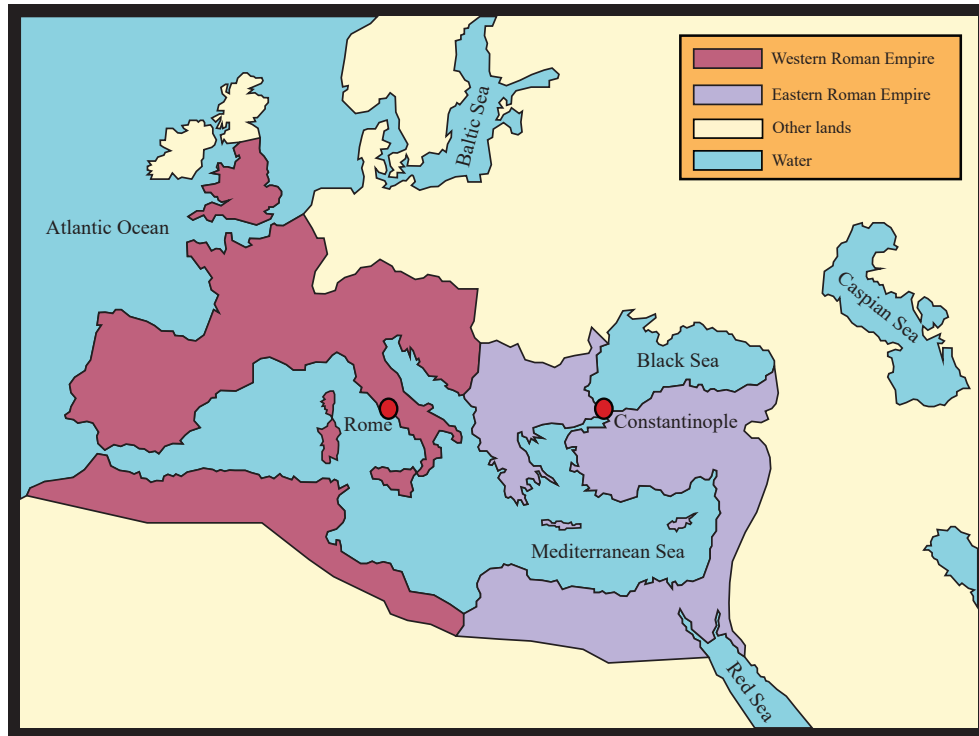 Western Roman Empire
Eastern Roman Empire
Other lands
Water
Baltic Sea
Atlantic Ocean
Caspian Sea
Black Sea
Rome
Constantinople
Mediterranean Sea
Red Sea